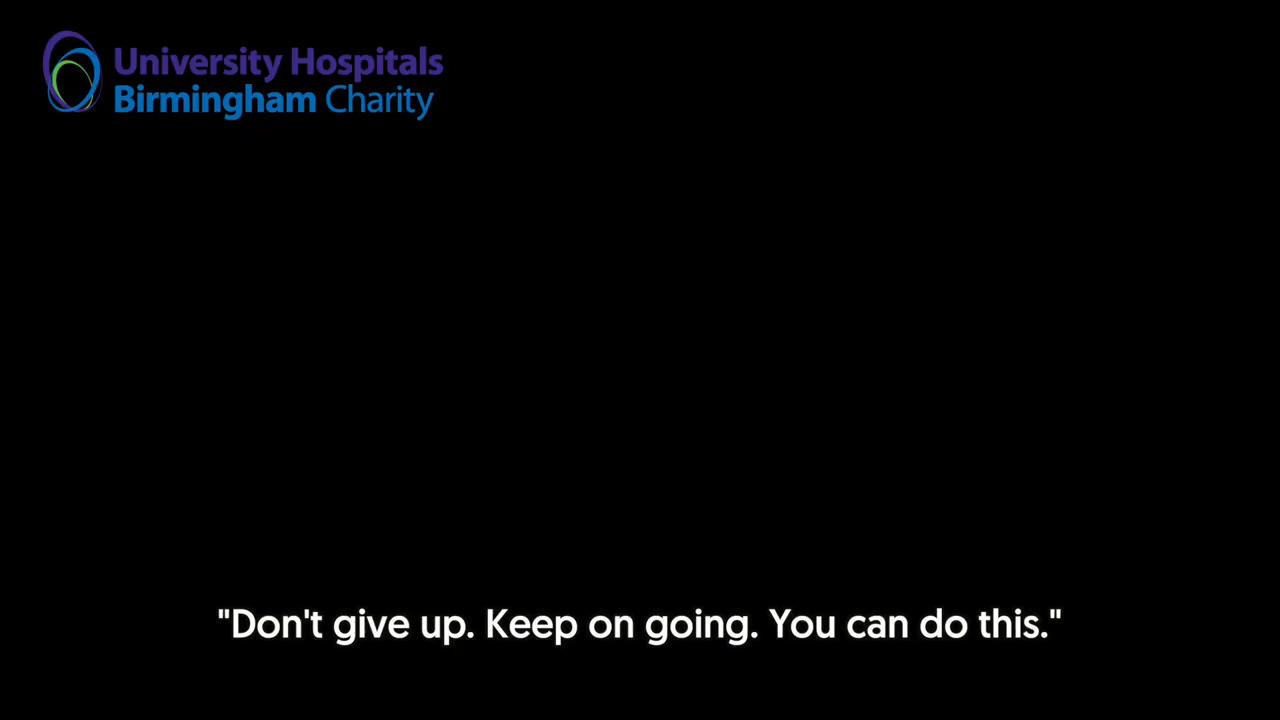 University Hospitals
Birmingham Charity
"Don't give up. Keep on going. You can do this."